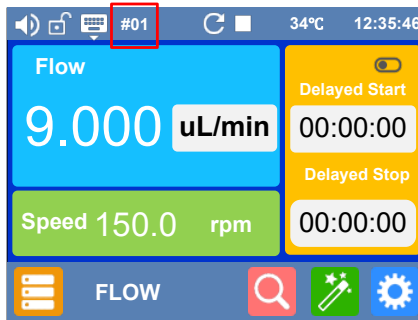 #01 34℃ 12:35:46
Flow
9.000 uL/min
Speed 150.0 rpm
Delayed Start
00:00:00
Delayed Stop
00:00:00
FLOW